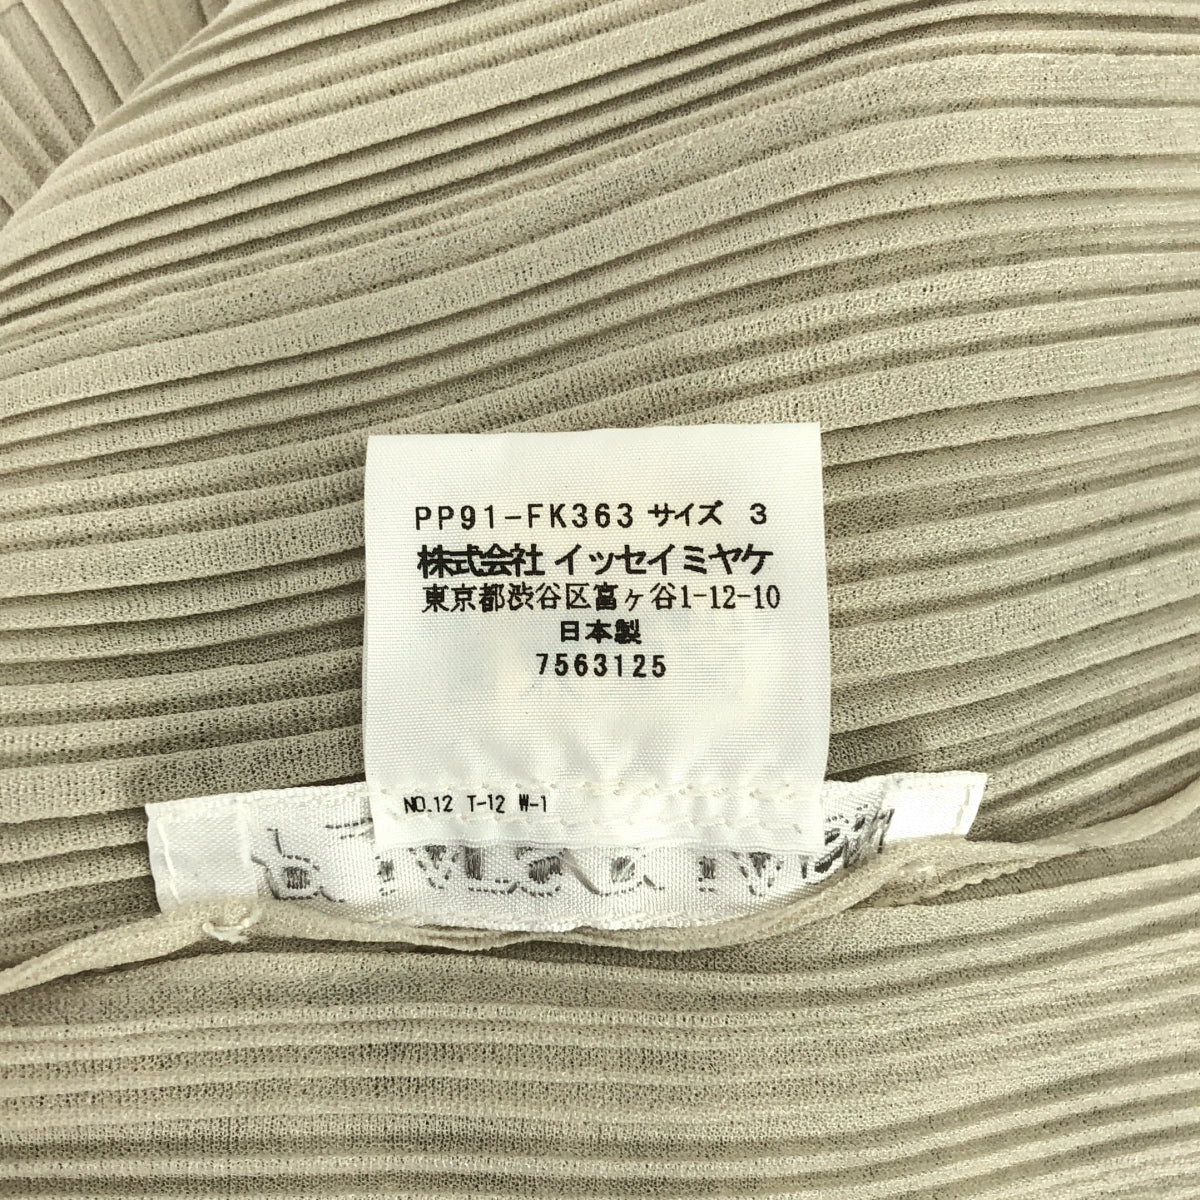 PP91-FK363 サイズ 3
株式会社 イッセイミヤケ
東京都渋谷区富ヶ谷1-12-10
日本製
7563125
NO.12 T-12 W-1